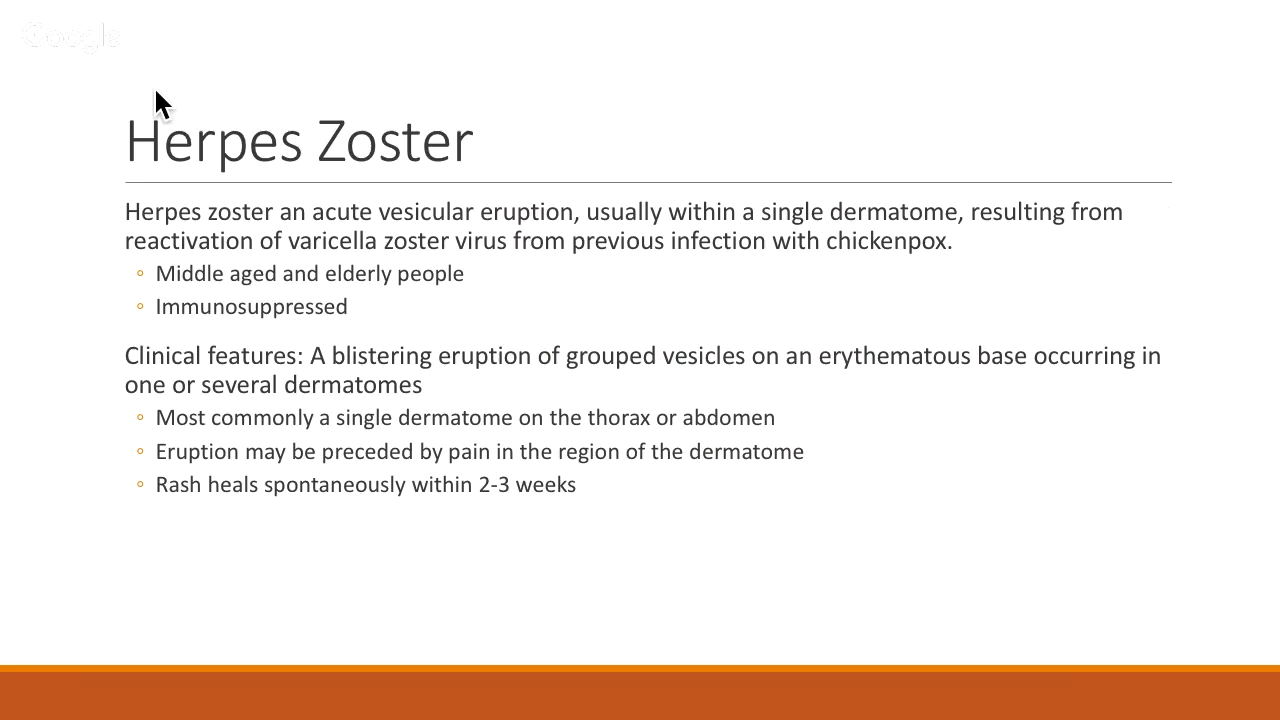 Google
Herpes Zoster
Herpes zoster an acute vesicular eruption, usually within a single dermatome, resulting from
reactivation of varicella zoster virus from previous infection with chickenpox.
◦ Middle aged and elderly people
◦ Immunosuppressed
Clinical features: A blistering eruption of grouped vesicles on an erythematous base occurring in
one or several dermatomes
◦ Most commonly a single dermatome on the thorax or abdomen
◦ Eruption may be preceded by pain in the region of the dermatome
◦ Rash heals spontaneously within 2-3 weeks